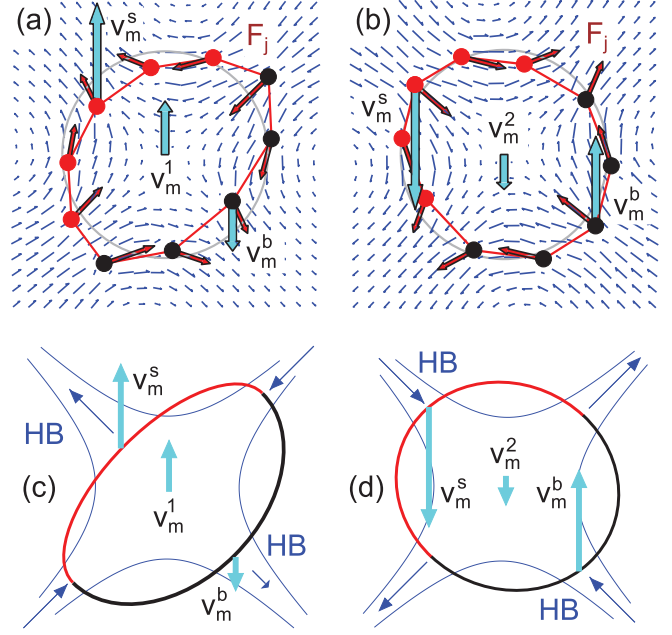 (a)
v_m^s
F_j
v_m^1
v_m^b
(b)
F_j
v_m^s
v_m^2
v_m^b
(c)
HB
v_m^s
v_m^1
HB
v_m^b
(d)
HB
v_m^2
v_m^s
v_m^b
HB